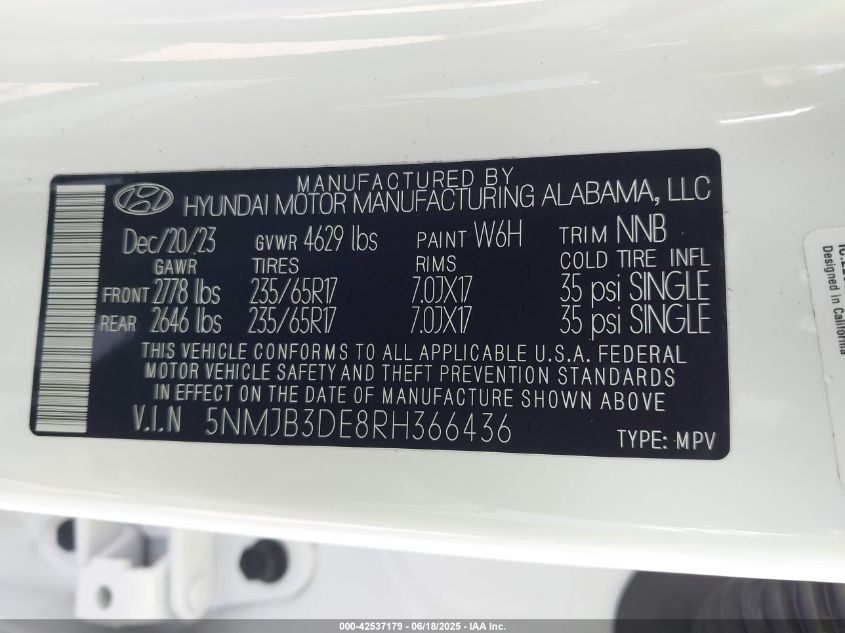 MANUFACTURED BY
HYUNDAI MOTOR MANUFACTURING ALABAMA, LLC
Dec/20/23 GVWR 4629 lbs PAINT W6H TRIM NNB
GAWR TIRES RIMS COLD TIRE INFL
FRONT 2778 lbs 235/65R17 7.0JX17 35 psi SINGLE
REAR 2646 lbs 235/65R17 7.0JX17 35 psi SINGLE
THIS VEHICLE CONFORMS TO ALL APPLICABLE U.S.A. FEDERAL
MOTOR VEHICLE SAFETY AND THEFT PREVENTION STANDARDS
IN EFFECT ON THE DATE OF MANUFACTURE SHOWN ABOVE
V.I.N 5NMJB3DE8RH366436
TYPE: MPV
Designed in California
000-42537179 - 06/18/2025 - IAA Inc.